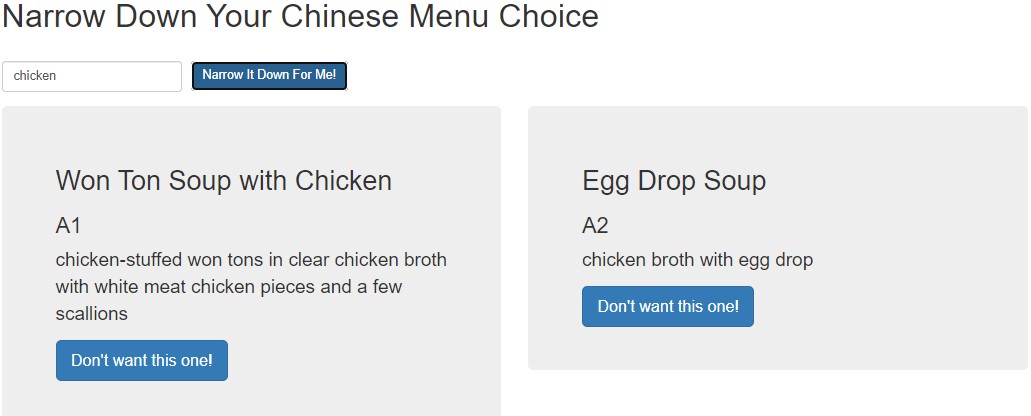 Narrow Down Your Chinese Menu Choice
chicken
Narrow It Down For Me!
Won Ton Soup with Chicken
A1
chicken-stuffed won tons in clear chicken broth
with white meat chicken pieces and a few
scallions
Don't want this one!
Egg Drop Soup
A2
chicken broth with egg drop
Don't want this one!